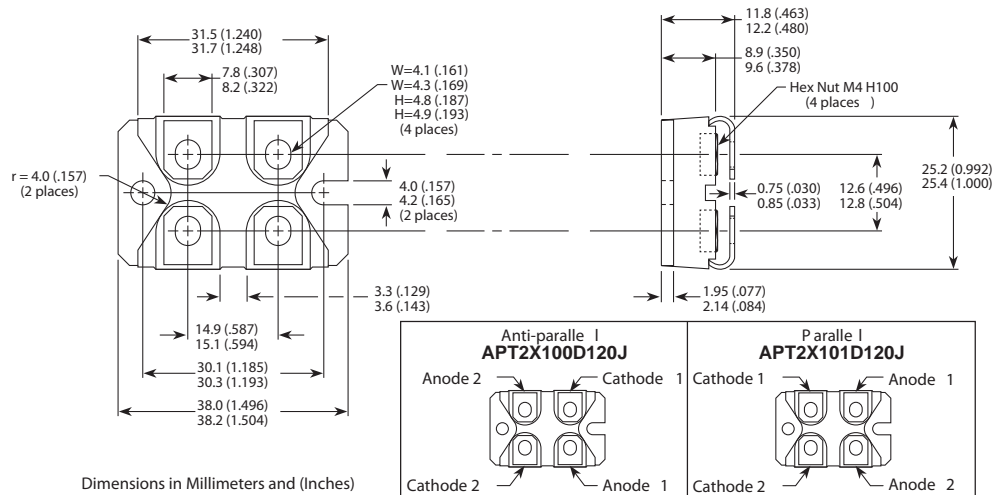 31.5 (1.240)
31.7 (1.248)
7.8 (.307)
8.2 (.322)
W=4.1 (.161)
W=4.3 (.169)
H=4.8 (.187)
H=4.9 (.193)
(4 places)
r = 4.0 (.157)
(2 places)
4.0 (.157)
4.2 (.165)
(2 places)
3.3 (.129)
3.6 (.143)
14.9 (.587)
15.1 (.594)
30.1 (1.185)
30.3 (1.193)
38.0 (1.496)
38.2 (1.504)
11.8 (.463)
12.2 (.480)
8.9 (.350)
9.6 (.378)
Hex Nut M4 H100
(4 places )
0.75 (.030)
0.85 (.033)
12.6 (.496)
12.8 (.504)
25.2 (0.992)
25.4 (1.000)
1.95 (.077)
2.14 (.084)
Anti-paralle l
APT2X100D120J
Anode 2
Cathode 1
Cathode 2
Anode 1
P aralle l
APT2X101D120J
Cathode 1
Anode 1
Cathode 2
Anode 2
Dimensions in Millimeters and (Inches)